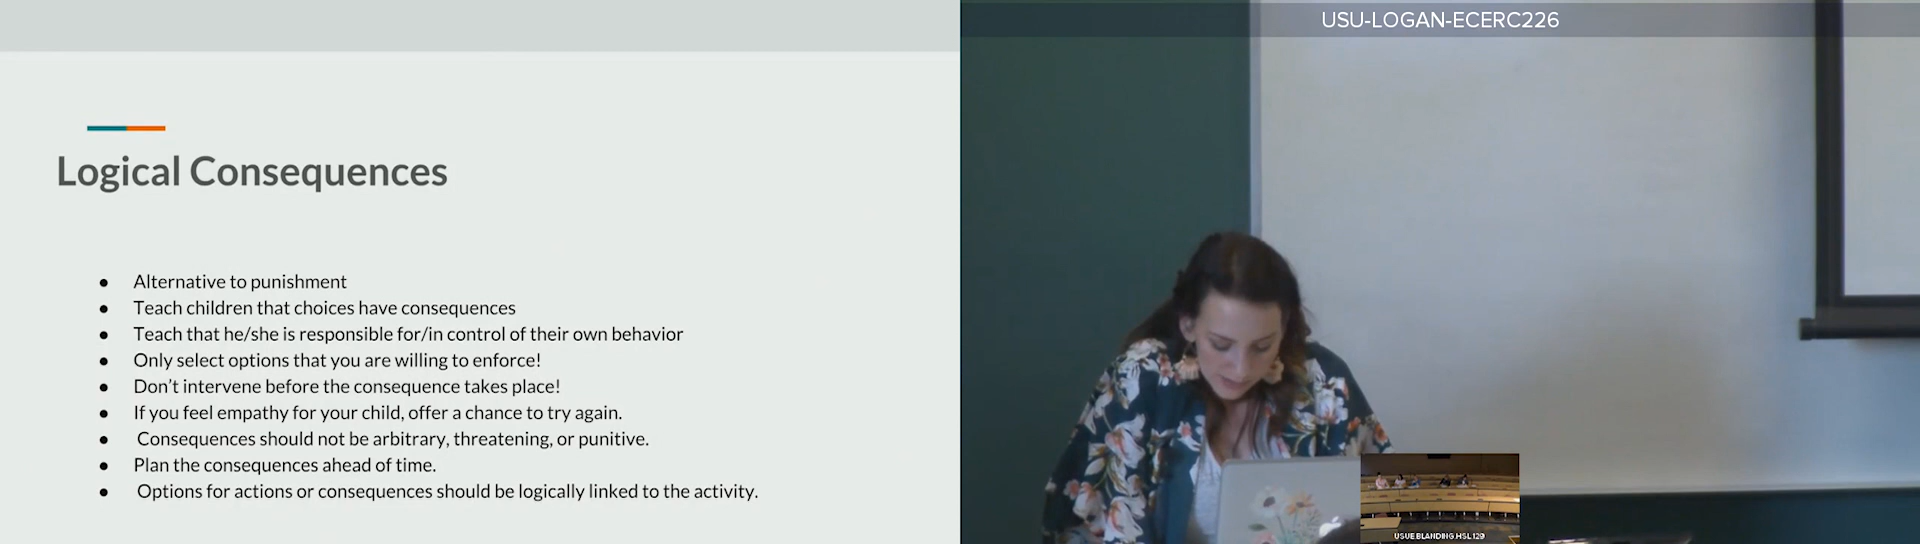 Logical Consequences
● Alternative to punishment
● Teach children that choices have consequences
● Teach that he/she is responsible for/in control of their own behavior
● Only select options that you are willing to enforce!
● Don't intervene before the consequence takes place!
● If you feel empathy for your child, offer a chance to try again.
● Consequences should not be arbitrary, threatening, or punitive.
● Plan the consequences ahead of time.
● Options for actions or consequences should be logically linked to the activity.
USU-LOGAN-ECERC226
USUE BLANDING HSL 129